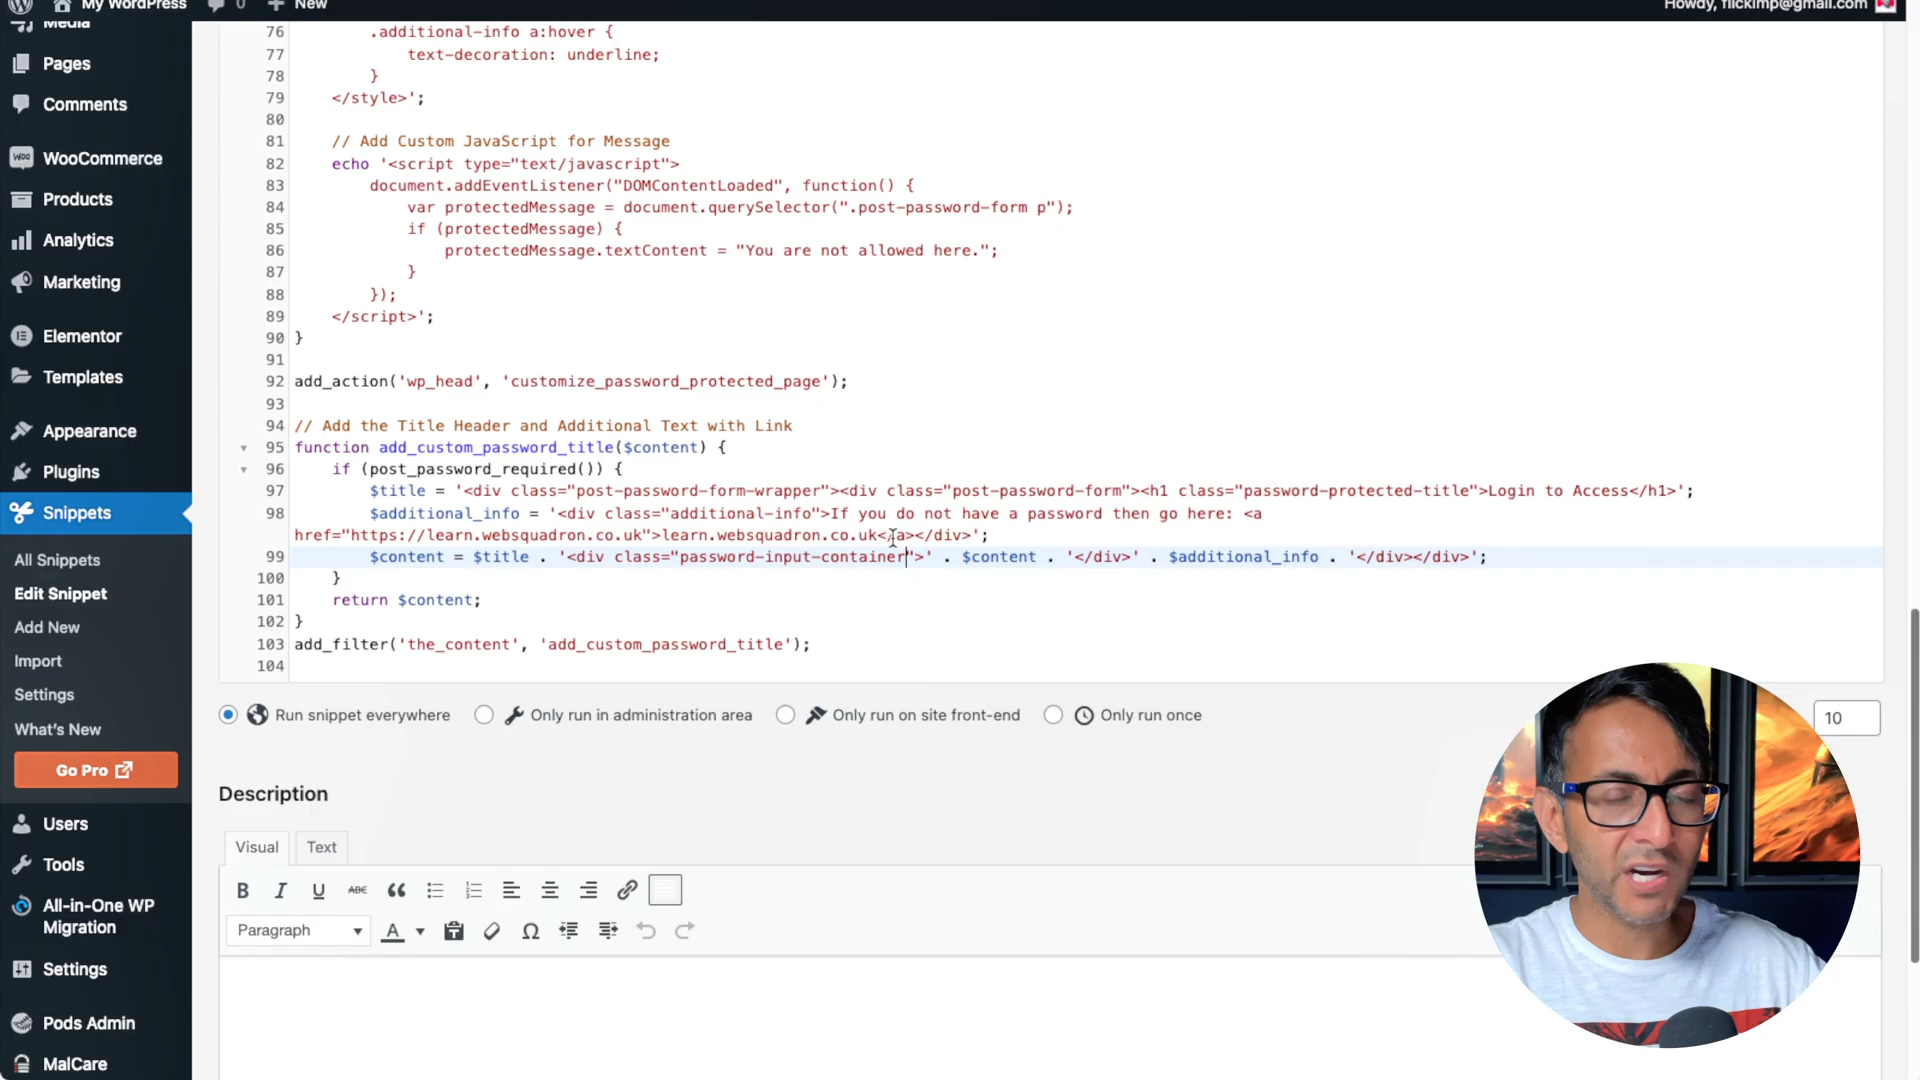 My WordPress 0 New Howdy, flickimp@gmail.com
Media
Pages
Comments
WooCommerce
Products
Analytics
Marketing
Elementor
Templates
Appearance
Plugins
Snippets
All Snippets
Edit Snippet
Add New
Import
Settings
What's New
Go Pro
Users
Tools
All-in-One WP
Migration
Settings
Pods Admin
MalCare
76 .additional-info a:hover {
77 text-decoration: underline;
78 }
79 </style>';
80
81 // Add Custom JavaScript for Message
82 echo '<script type="text/javascript">
83 document.addEventListener("DOMContentLoaded", function() {
84 var protectedMessage = document.querySelector(".post-password-form p");
85 if (protectedMessage) {
86 protectedMessage.textContent = "You are not allowed here.";
87 }
88 });
89 </script>';
90 }
91
92 add_action('wp_head', 'customize_password_protected_page');
93
94 // Add the Title Header and Additional Text with Link
95 function add_custom_password_title($content) {
96 if (post_password_required()) {
97 $title = '<div class="post-password-form-wrapper"><div class="post-password-form"><h1 class="password-protected-title">Login to Access</h1>';
98 $additional_info = '<div class="additional-info">If you do not have a password then go here: <a
href="https://learn.websquadron.co.uk">learn.websquadron.co.uk</a></div>';
99 $content = $title . '<div class="password-input-container">' . $content . '</div>' . $additional_info . '</div></div>';
100 }
101 return $content;
102 }
103 add_filter('the_content', 'add_custom_password_title');
104
Run snippet everywhere Only run in administration area Only run on site front-end Only run once 10
Description
Visual Text
B I U ABC
Paragraph A Ω